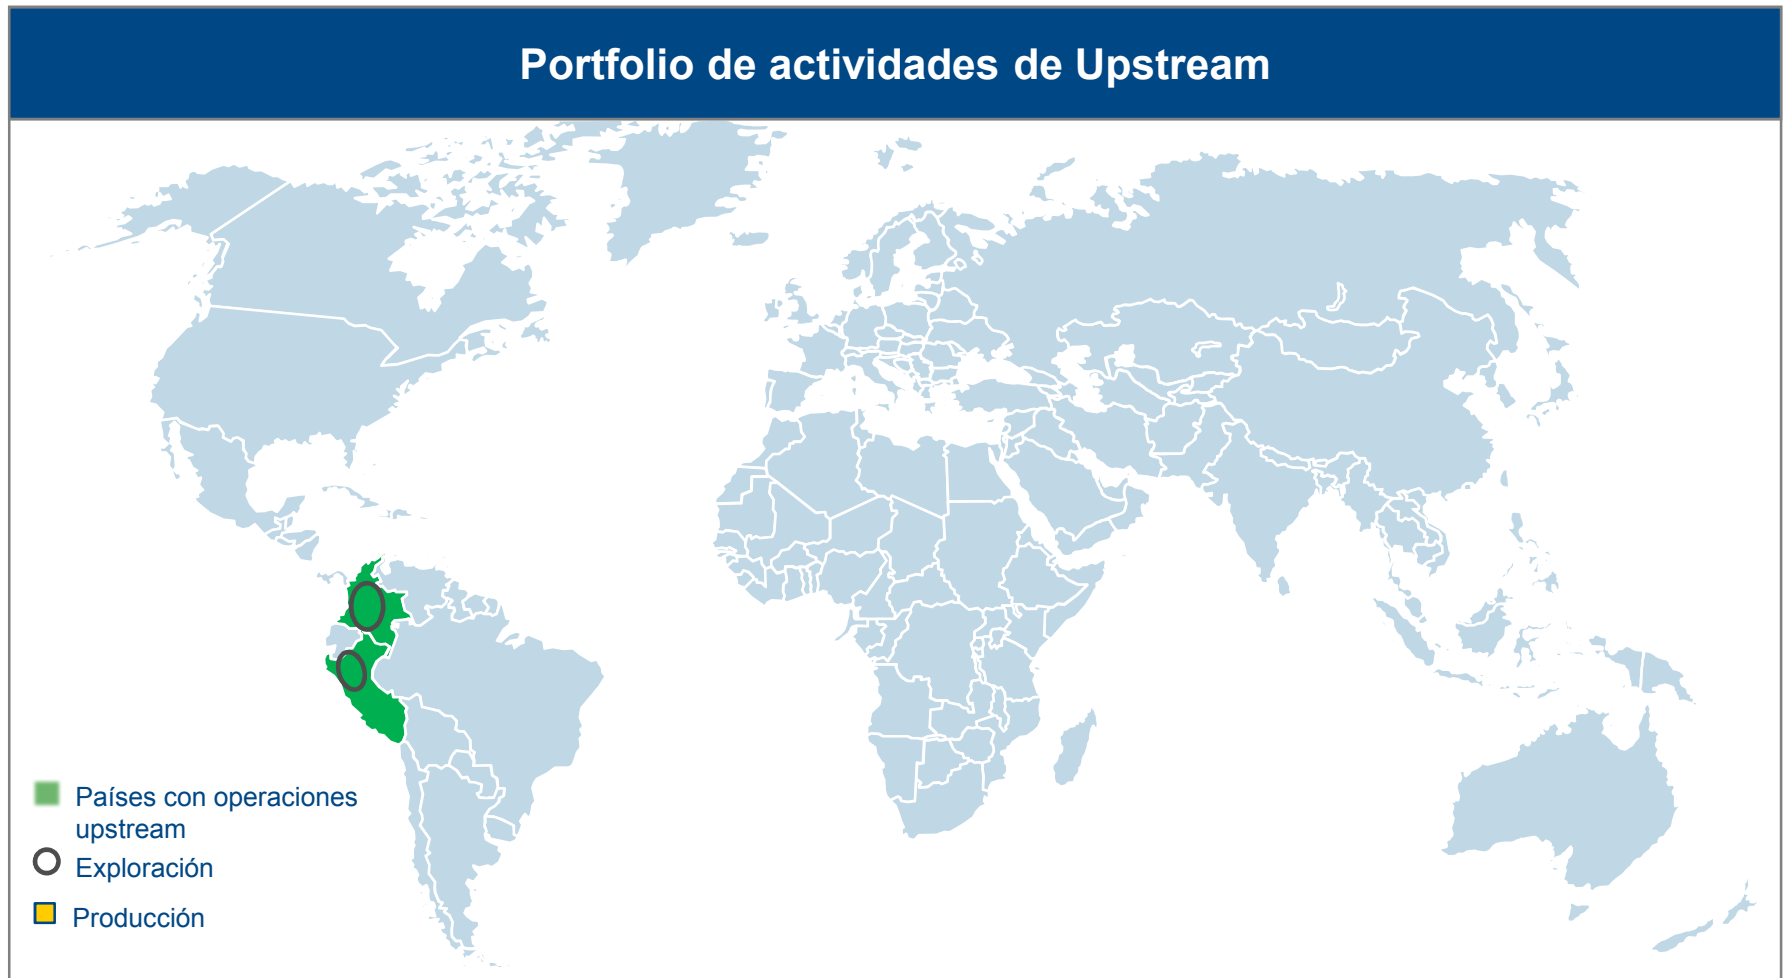 Portfolio de actividades de Upstream
Países con operaciones
upstream
Exploración
Producción